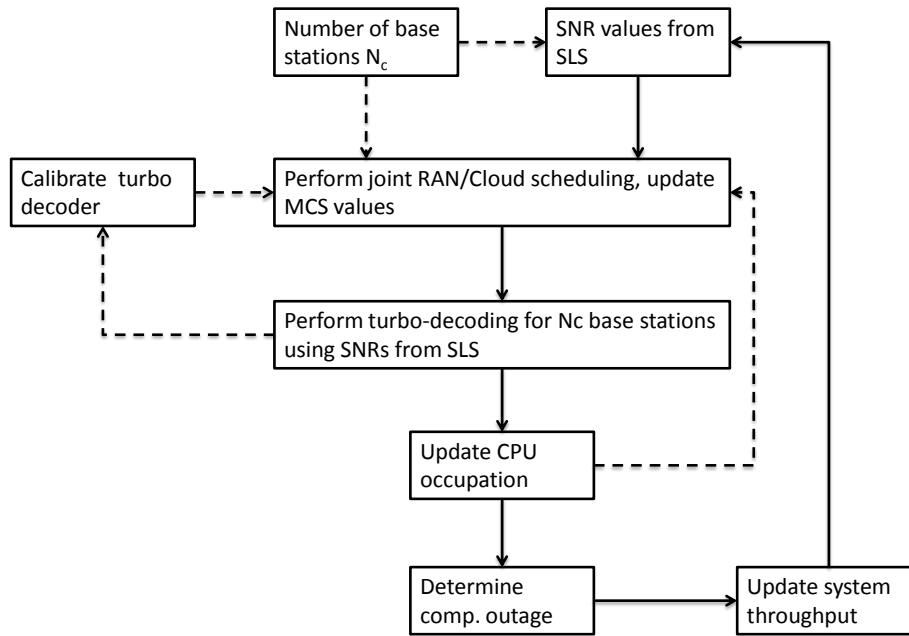 Number of base
stations Nc
SNR values from
SLS
Calibrate turbo
decoder
Perform joint RAN/Cloud scheduling, update
MCS values
Perform turbo-decoding for Nc base stations
using SNRs from SLS
Update CPU
occupation
Determine
comp. outage
Update system
throughput